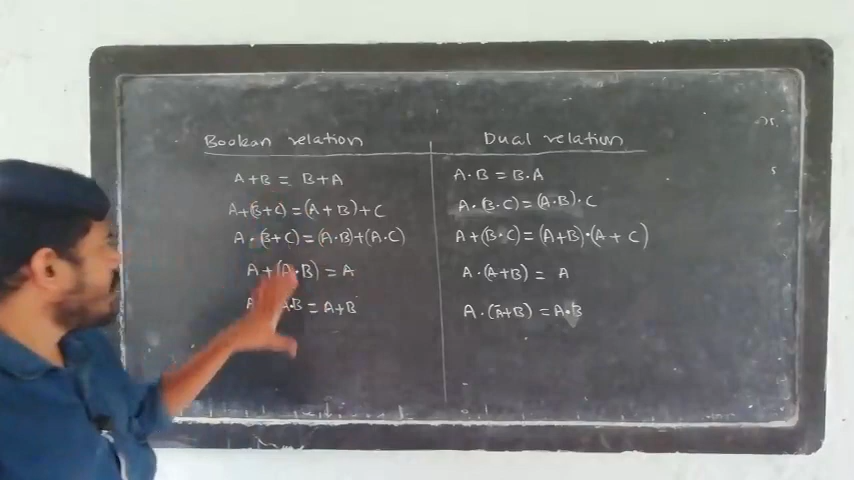 Boolean relation Dual relation
A+B = B+A A·B = B·A
A+(B+C) = (A+B)+C A·(B·C) = (A·B)·C
A·(B+C) = (A·B)+(A·C) A+(B·C) = (A+B)·(A+C)
A+(A·B) = A A·(A+B) = A
A B = A+B A·(A̅+B) = A·B